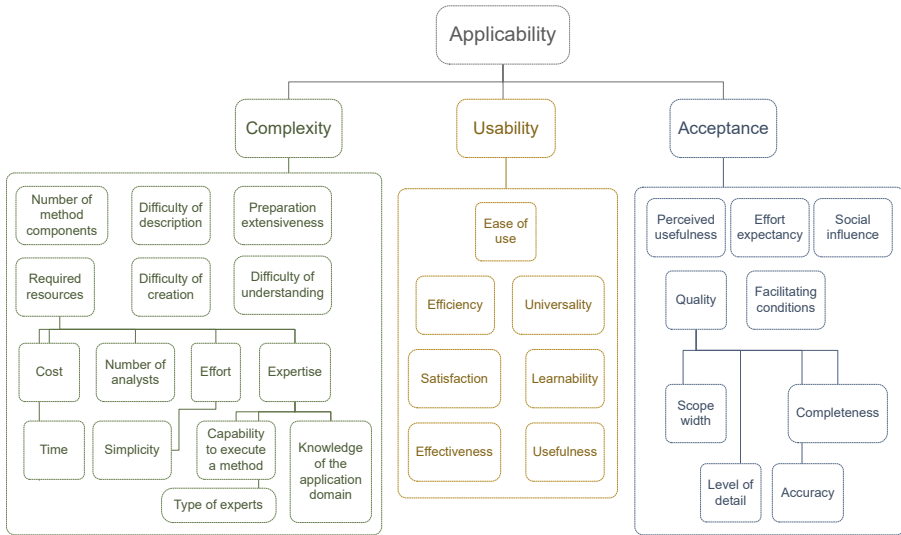 Applicability
Complexity
Usability
Acceptance
Number of
method
components
Difficulty of
description
Preparation
extensiveness
Required
resources
Difficulty of
creation
Difficulty of
understanding
Cost
Number of
analysts
Effort
Expertise
Time
Simplicity
Capability
to execute
a method
Knowledge
of the
application
domain
Type of experts
Ease of
use
Efficiency
Universality
Satisfaction
Learnability
Effectiveness
Usefulness
Perceived
usefulness
Effort
expectancy
Social
influence
Quality
Facilitating
conditions
Scope
width
Completeness
Level of
detail
Accuracy